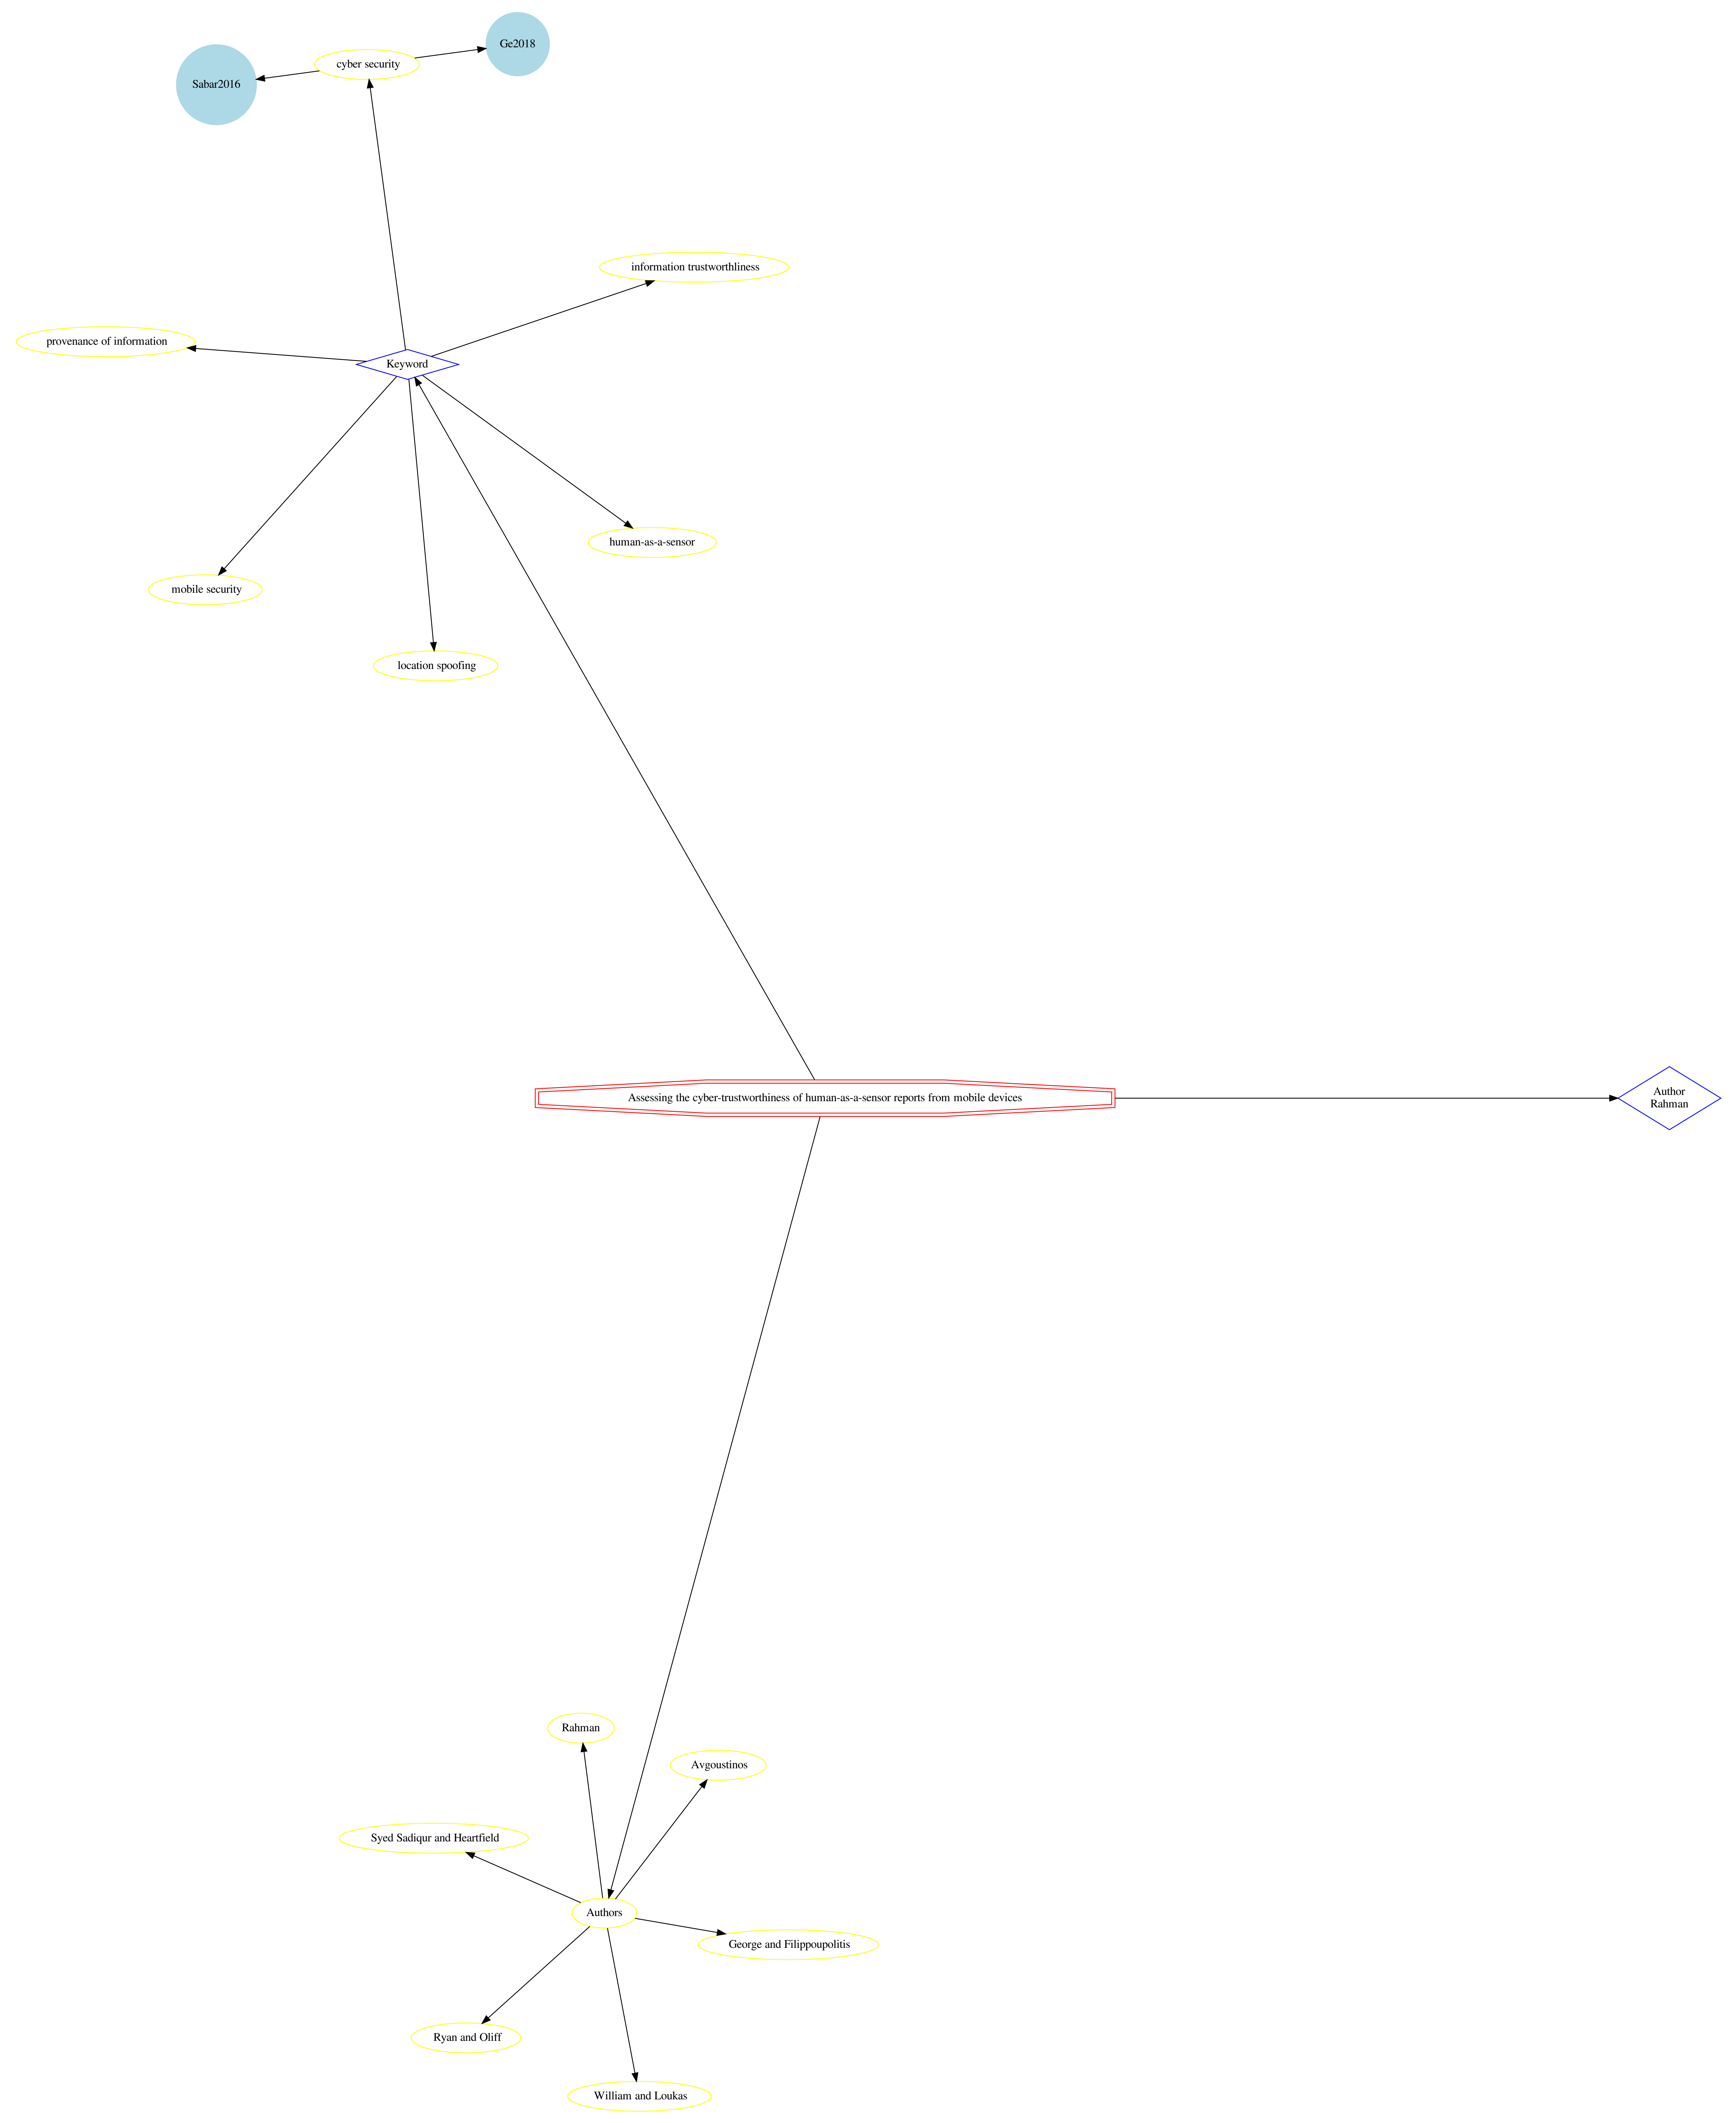 Ge2018
cyber security
Sabar2016
information trustworthliness
provenance of information
Keyword
human-as-a-sensor
mobile security
location spoofing
Assessing the cyber-trustworthiness of human-as-a-sensor reports from mobile devices
Author
Rahman
Rahman
Avgoustinos
Syed Sadiqur and Heartfield
Authors
George and Filippoupolitis
Ryan and Oliff
William and Loukas